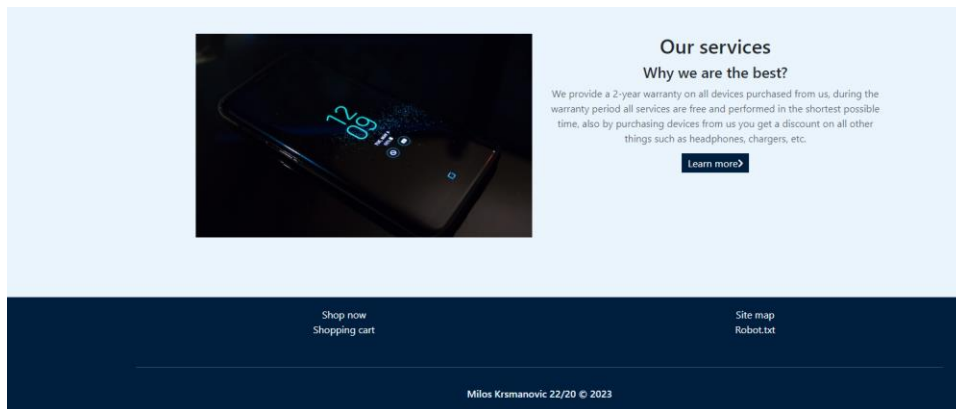 12
09
Our services
Why we are the best?
We provide a 2-year warranty on all devices purchased from us, during the
warranty period all services are free and performed in the shortest possible
time, also by purchasing devices from us you get a discount on all other
things such as headphones, chargers, etc.
Learn more
Shop now
Shopping cart
Site map
Robot.txt
Milos Krsmanovic 22/20 © 2023